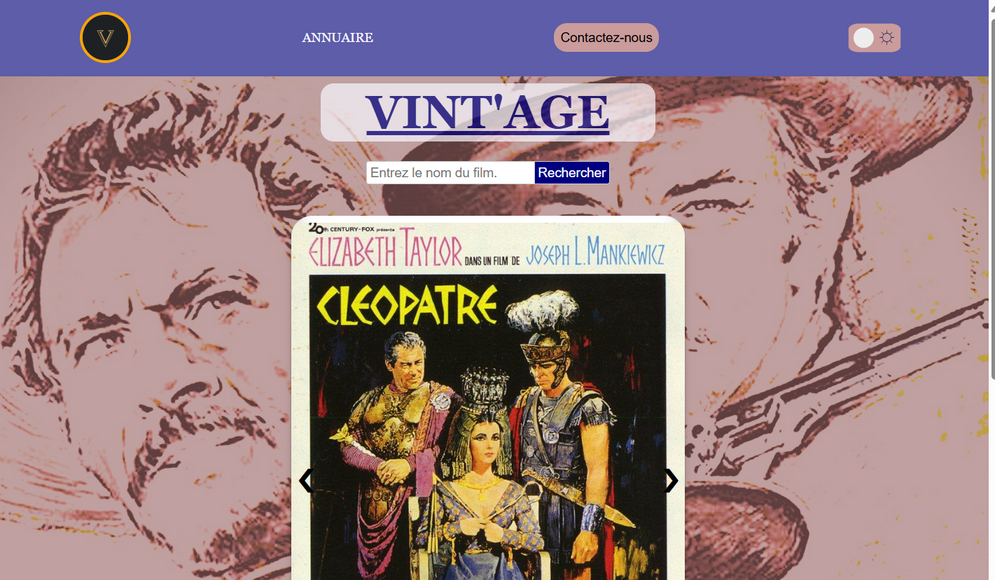 V
ANNUAIRE
Contactez-nous
VINT'AGE
Entrez le nom du film.
Rechercher
20th CENTURY-FOX présente
ELIZABETH TAYLOR DANS UN FILM DE JOSEPH L. MANKIEWICZ
CLEOPATRE